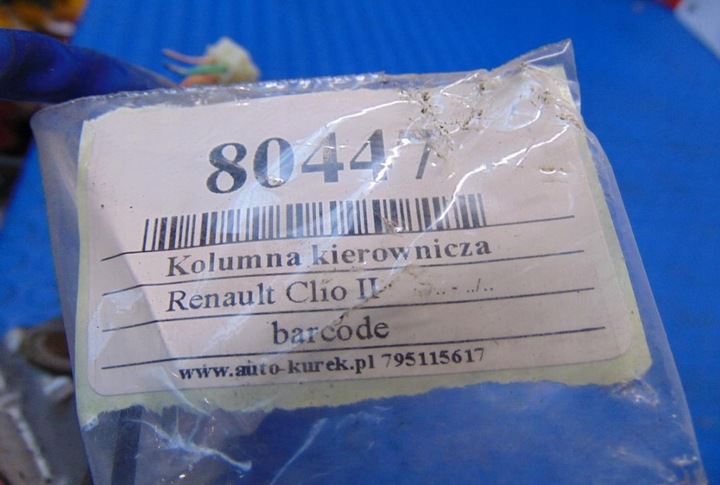 80447
Kolumna kierownicza
Renault Clio II
barcode
www.auto-kurek.pl 795115617